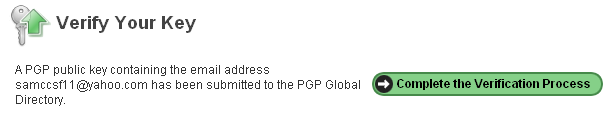 Verify Your Key
A PGP public key containing the email address
samccsf11@yahoo.com has been submitted to the PGP Global
Directory.
Complete the Verification Process